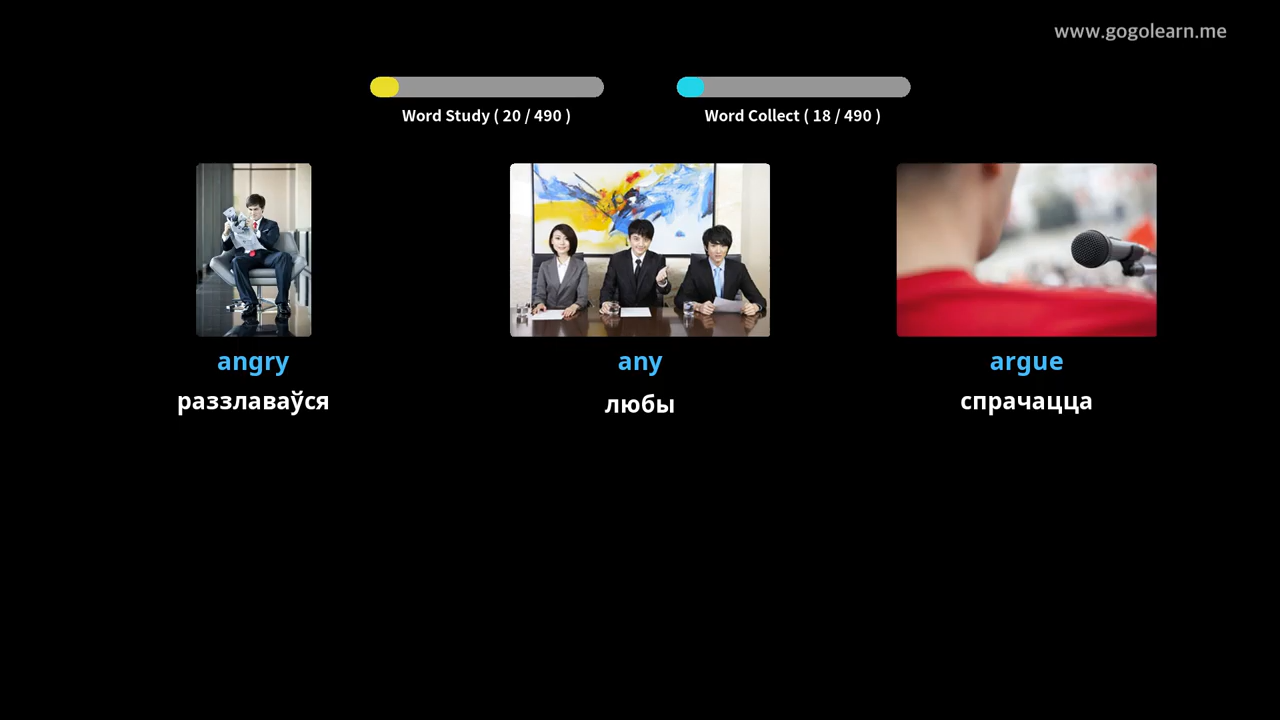 www.gogolearn.me
Word Study ( 20 / 490 )
Word Collect ( 18 / 490 )
angry
any
argue
раззлаваўся
любы
спрачацца